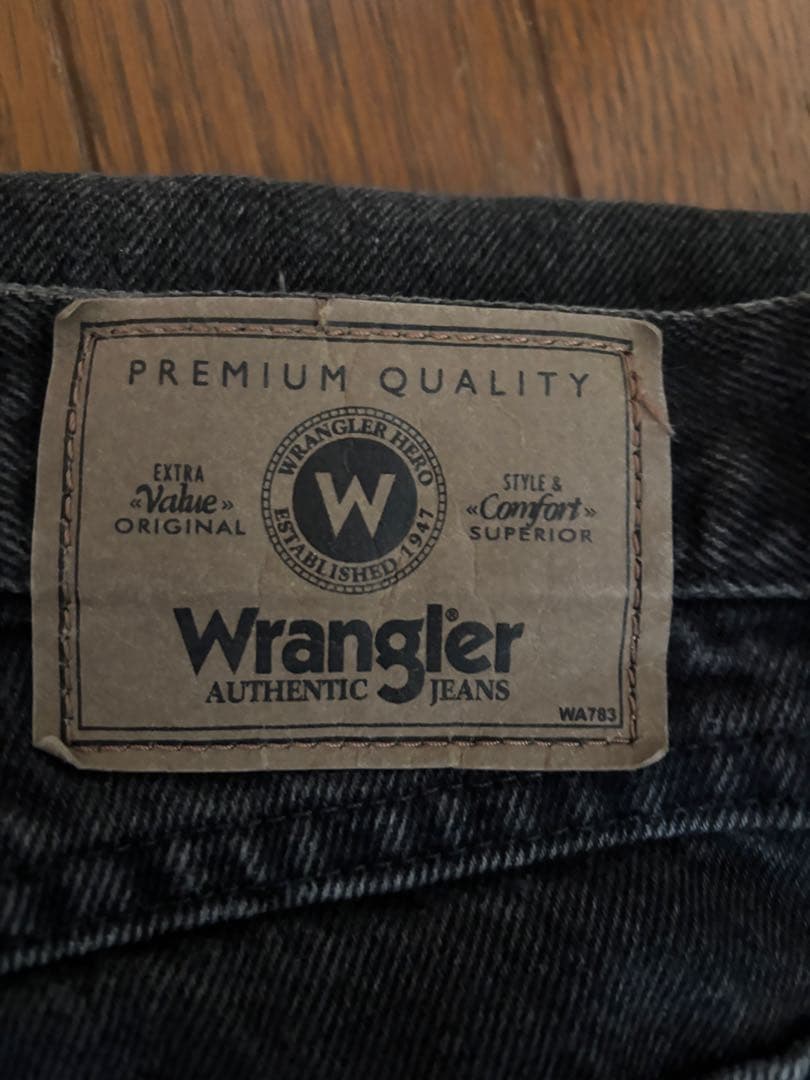 PREMIUM QUALITY
WRANGLER HERO
ESTABLISHED 1947
W
EXTRA
«Value»
ORIGINAL
STYLE &
«Comfort»
SUPERIOR
Wrangler®
AUTHENTIC JEANS
WA783